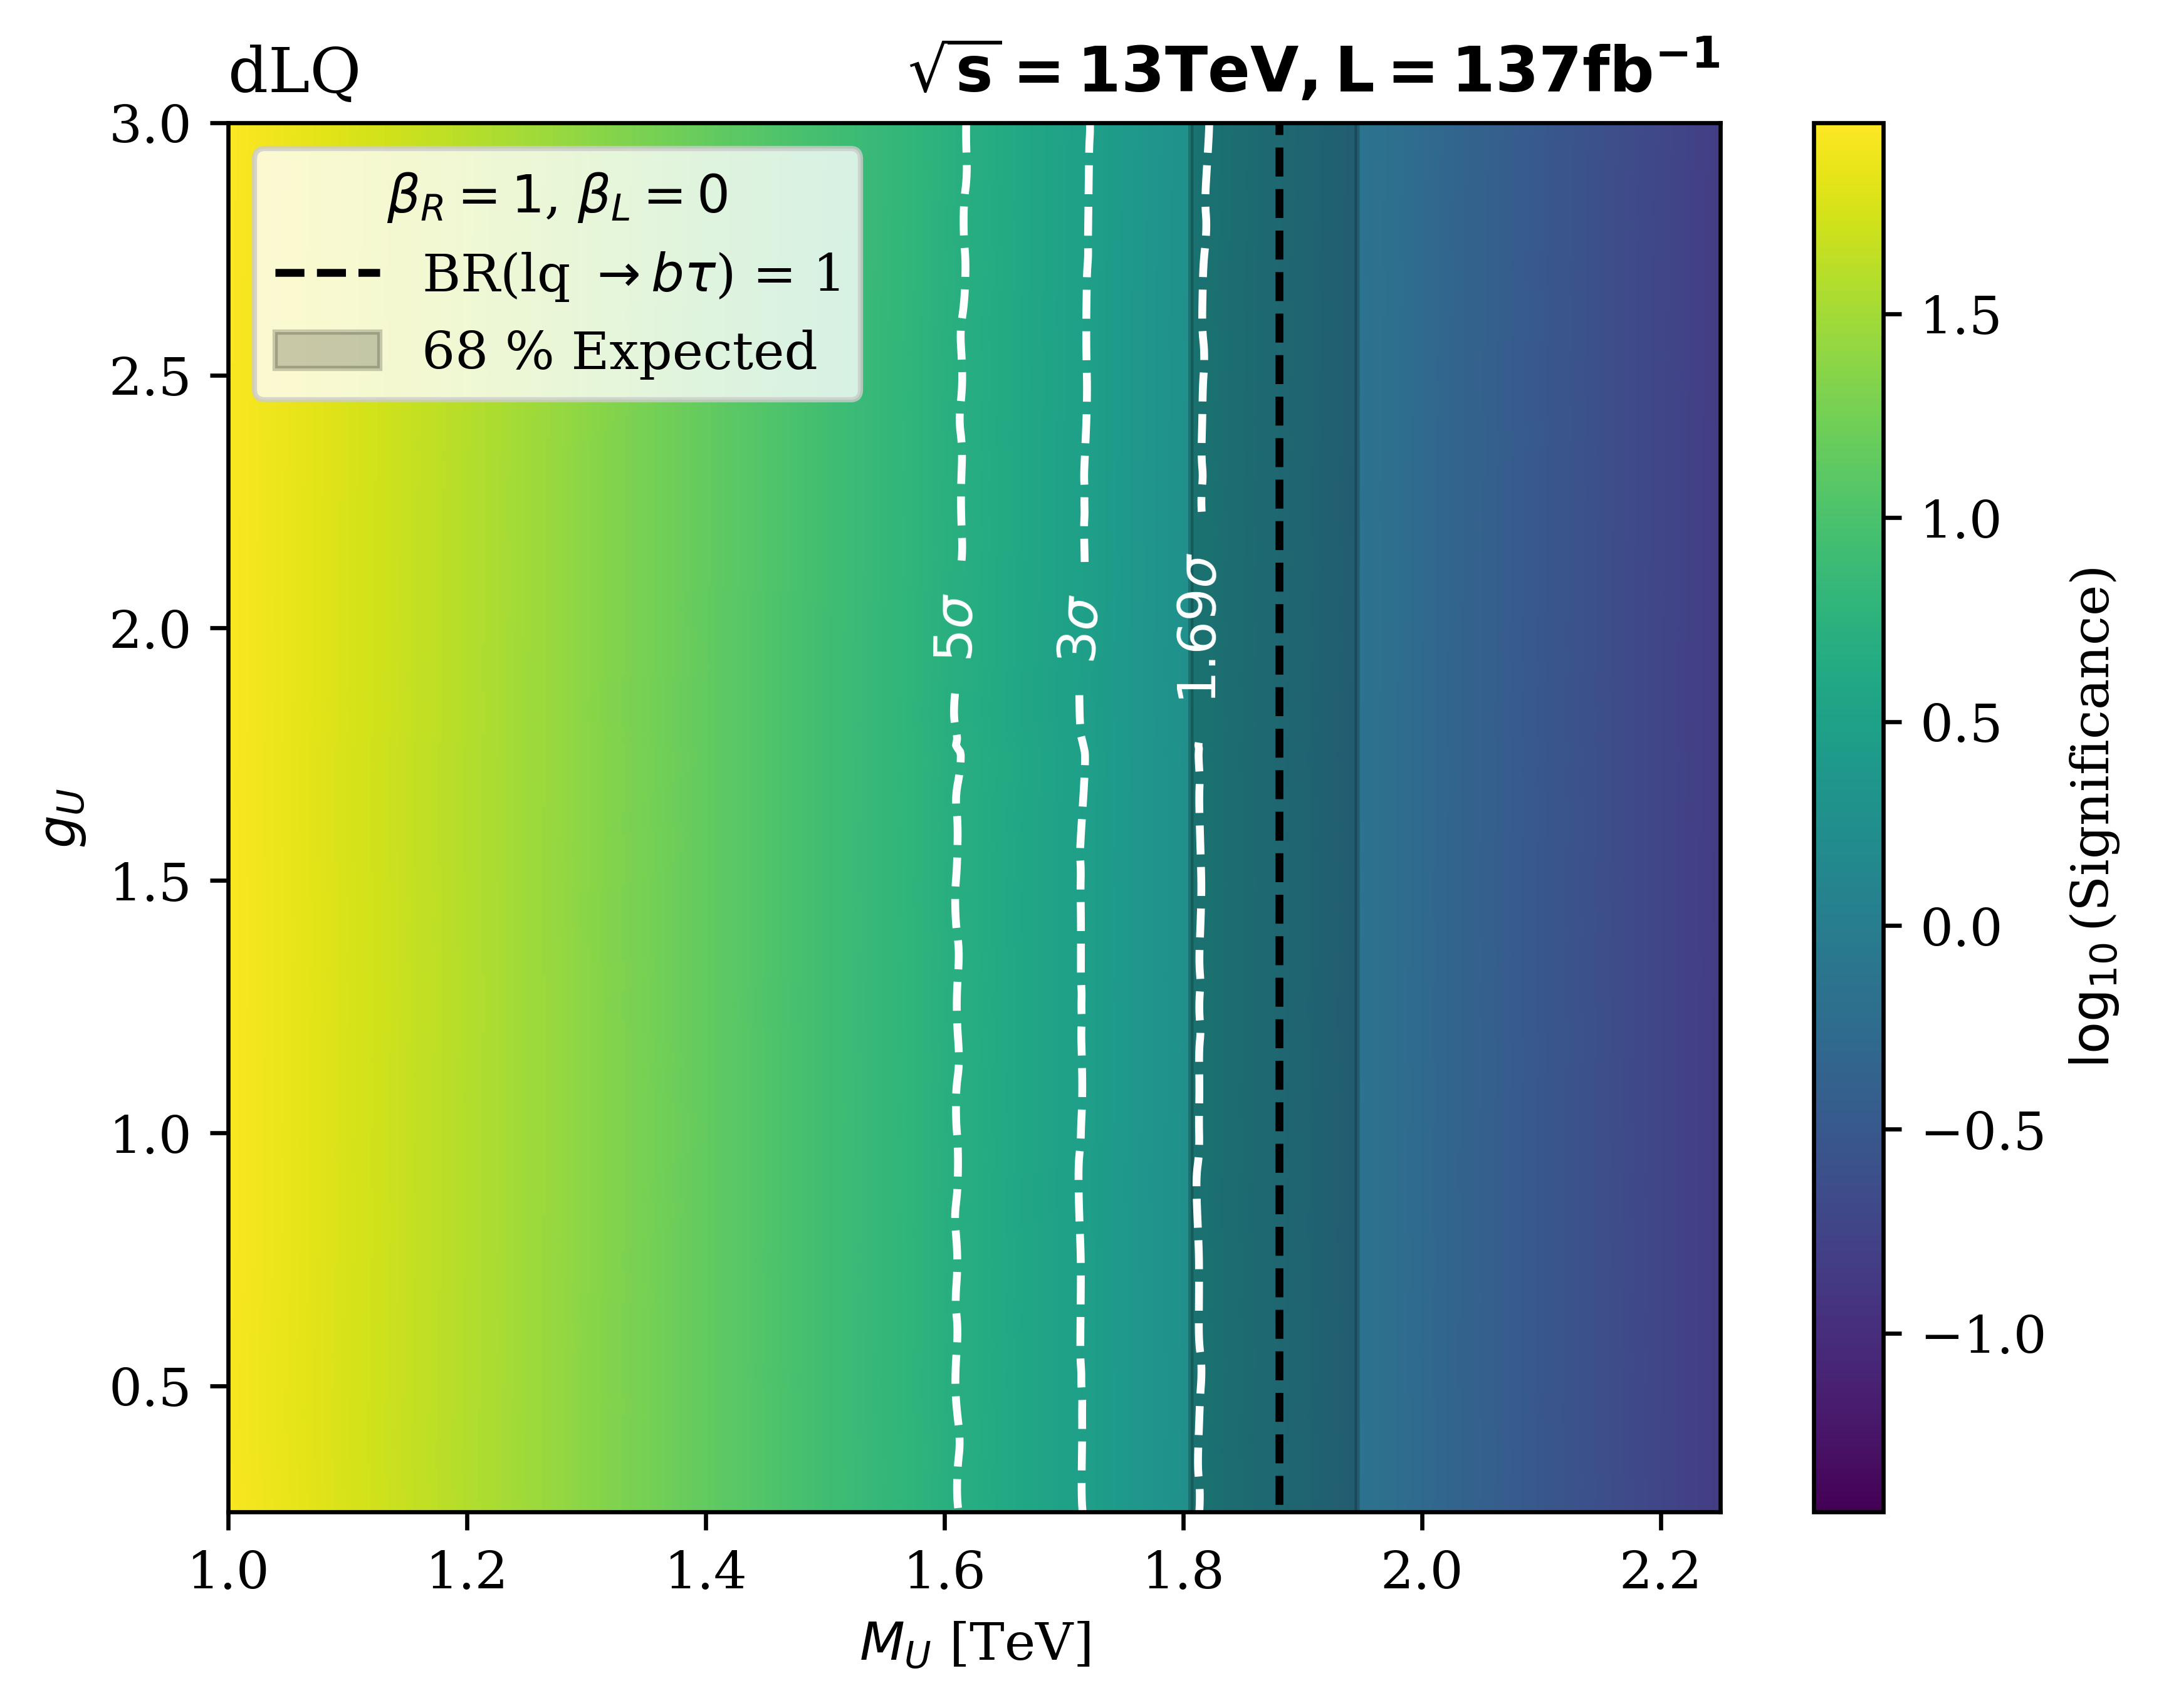 dLQ
√s = 13TeV, L = 137fb⁻¹
β_R = 1, β_L = 0
BR(lq → bτ) = 1
68 % Expected
3.0
2.5
2.0
1.5
1.0
0.5
g_U
5σ
3σ
1.69σ
1.0 1.2 1.4 1.6 1.8 2.0 2.2
M_U [TeV]
1.5
1.0
0.5
0.0
−0.5
−1.0
log₁₀ (Significance)